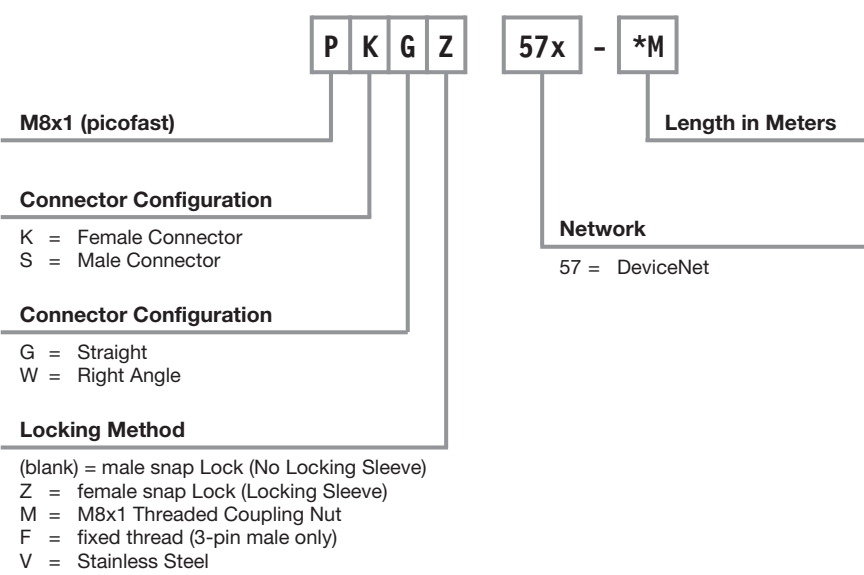 P K G Z 57x - *M
M8x1 (picofast)
Length in Meters
Connector Configuration
K = Female Connector
S = Male Connector
Network
57 = DeviceNet
Connector Configuration
G = Straight
W = Right Angle
Locking Method
(blank) = male snap Lock (No Locking Sleeve)
Z = female snap Lock (Locking Sleeve)
M = M8x1 Threaded Coupling Nut
F = fixed thread (3-pin male only)
V = Stainless Steel